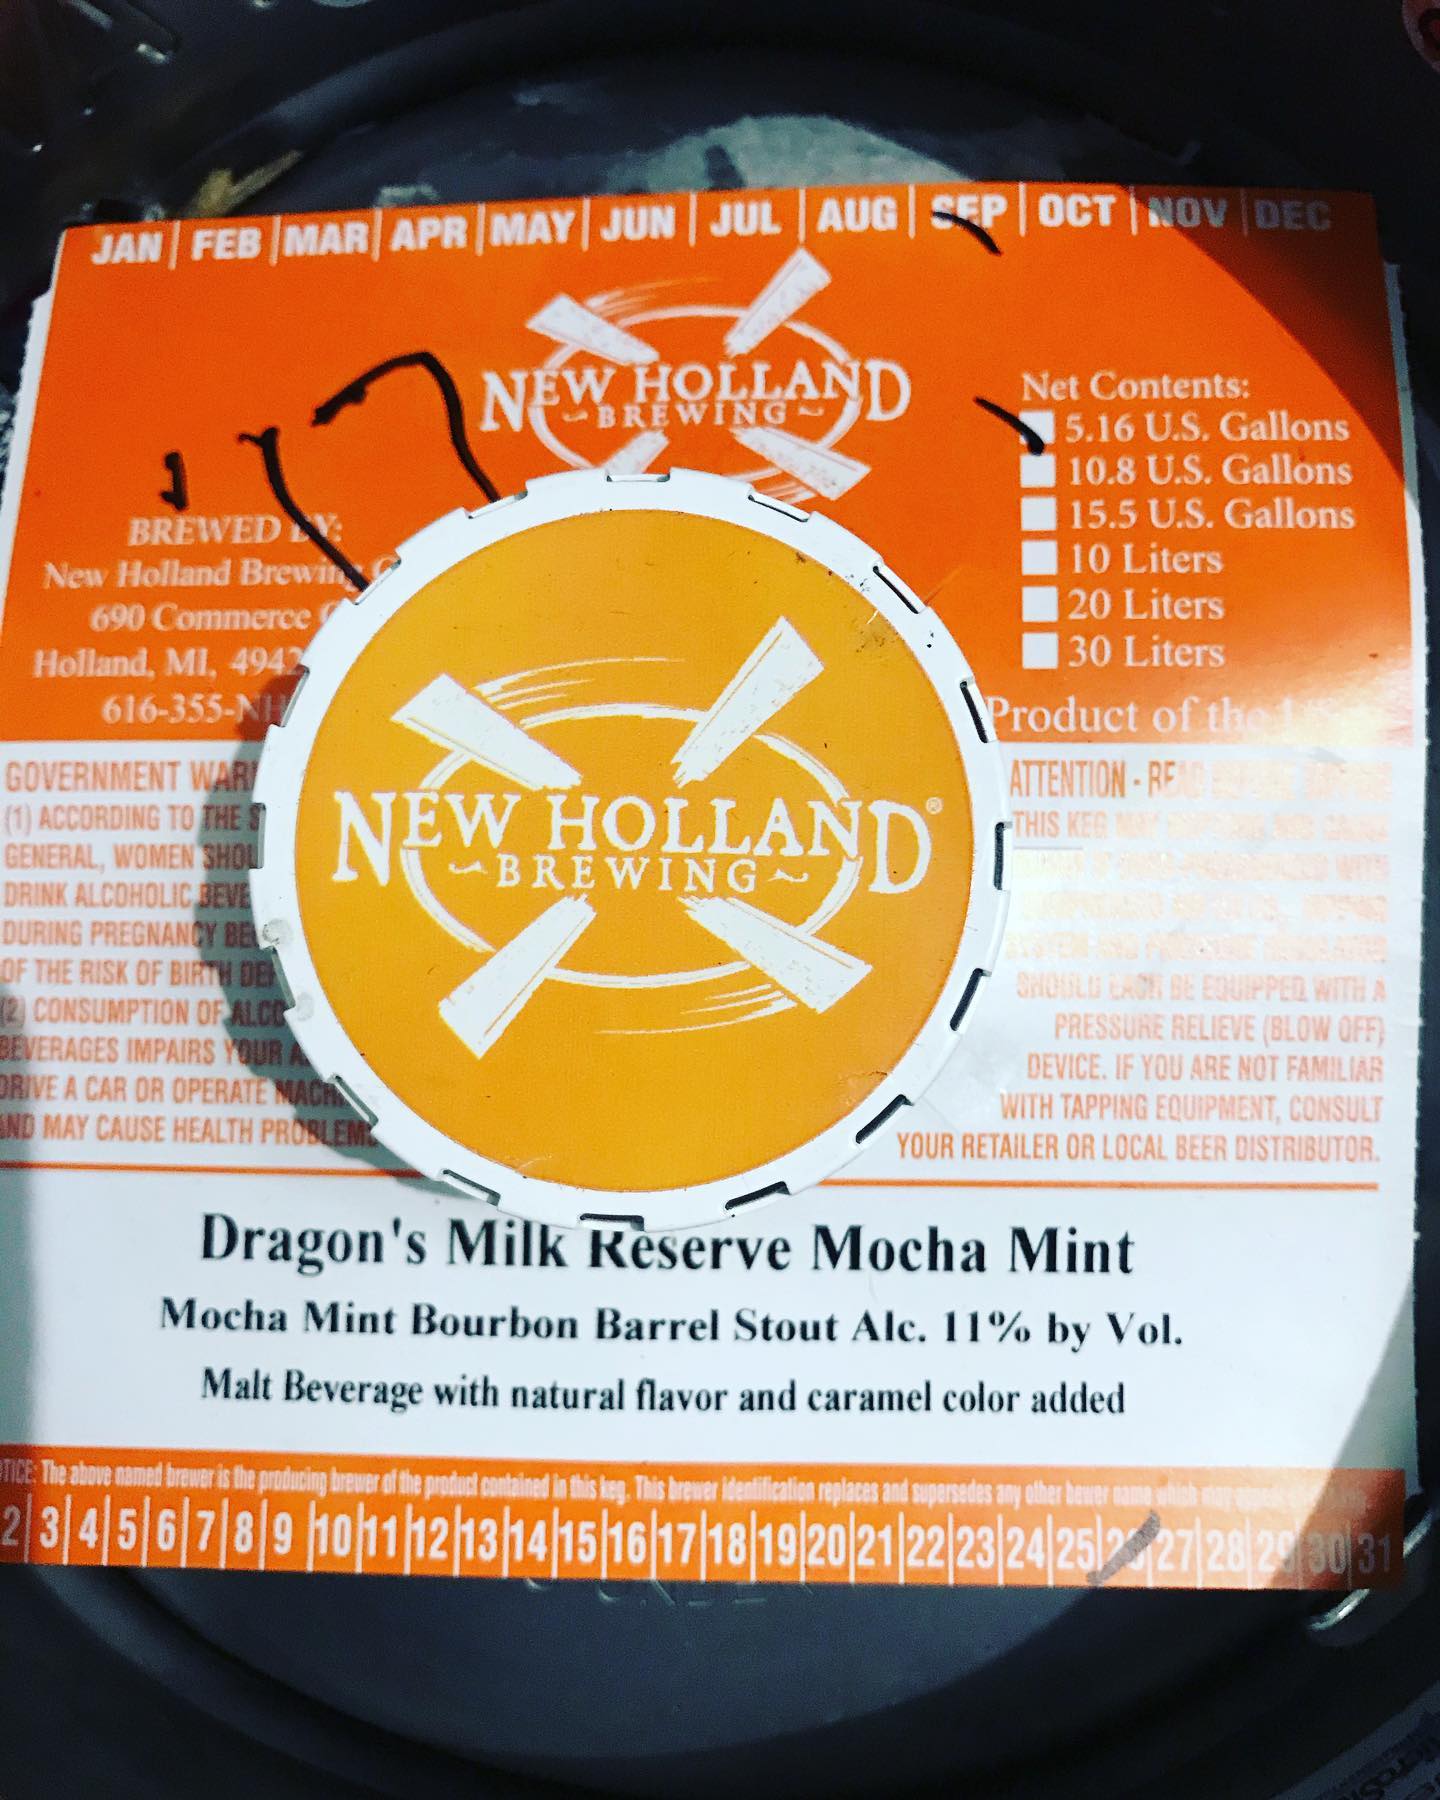 JAN | FEB | MAR | APR | MAY | JUN | JUL | AUG | SEP | OCT | NOV | DEC
NEW HOLLAND
~BREWING~
'17
BREWED BY:
New Holland Brewing
690 Commerce
Holland, MI,
616-355-
Net Contents:
5.16 U.S. Gallons
10.8 U.S. Gallons
15.5 U.S. Gallons
10 Liters
20 Liters
30 Liters
Product of the
NEW HOLLAND®
~BREWING~
GOVERNMENT
(1) ACCORDING TO THE
GENERAL, WOMEN
DRINK ALCOHOLIC
DURING PREGNANCY
OF THE RISK OF BIRTH
(2) CONSUMPTION OF
BEVERAGES IMPAIRS YOUR
DRIVE A CAR OR OPERATE
AND MAY CAUSE HEALTH PROBLEMS
ATTENTION - READ
THIS KEG MAY
SYSTEM AND PRESSURE
SHOULD EACH BE EQUIPPED WITH A
PRESSURE RELIEVE (BLOW OFF)
DEVICE. IF YOU ARE NOT FAMILIAR
WITH TAPPING EQUIPMENT, CONSULT
YOUR RETAILER OR LOCAL BEER DISTRIBUTOR.
Dragon's Milk Reserve Mocha Mint
Mocha Mint Bourbon Barrel Stout Alc. 11% by Vol.
Malt Beverage with natural flavor and caramel color added
The above named brewer is the producing brewer of the product contained in this keg. This brewer identification replaces and supersedes any other bewer name which may
2 | 3 | 4 | 5 | 6 | 7 | 8 | 9 | 10 | 11 | 12 | 13 | 14 | 15 | 16 | 17 | 18 | 19 | 20 | 21 | 22 | 23 | 24 | 25 | 26 | 27 | 28 | 29 | 30 | 31